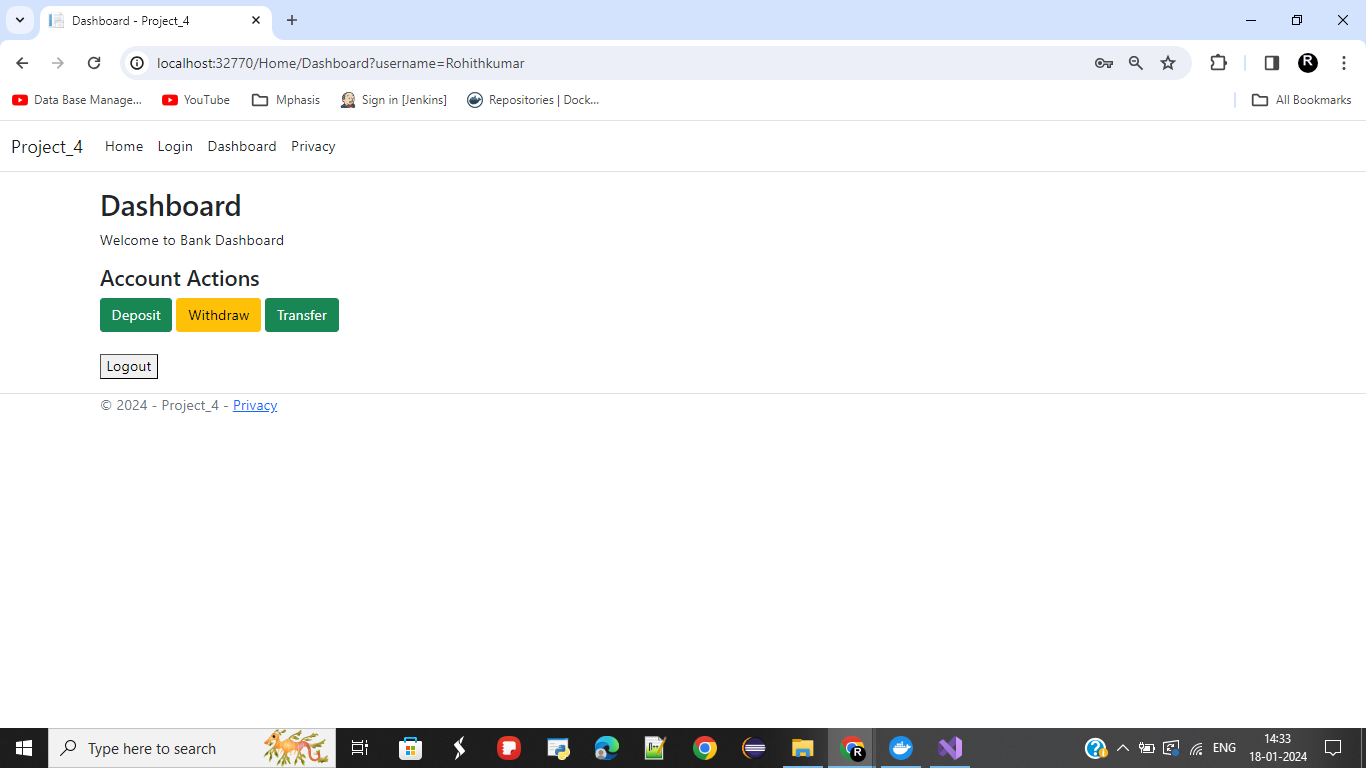 Dashboard - Project_4
localhost:32770/Home/Dashboard?username=Rohithkumar
R
Data Base Manage... YouTube Mphasis Sign in [Jenkins] Repositories | Dock... All Bookmarks
Project_4 Home Login Dashboard Privacy
Dashboard
Welcome to Bank Dashboard
Account Actions
Deposit Withdraw Transfer
Logout
© 2024 - Project_4 - Privacy
Type here to search
R
ENG
14:33
18-01-2024